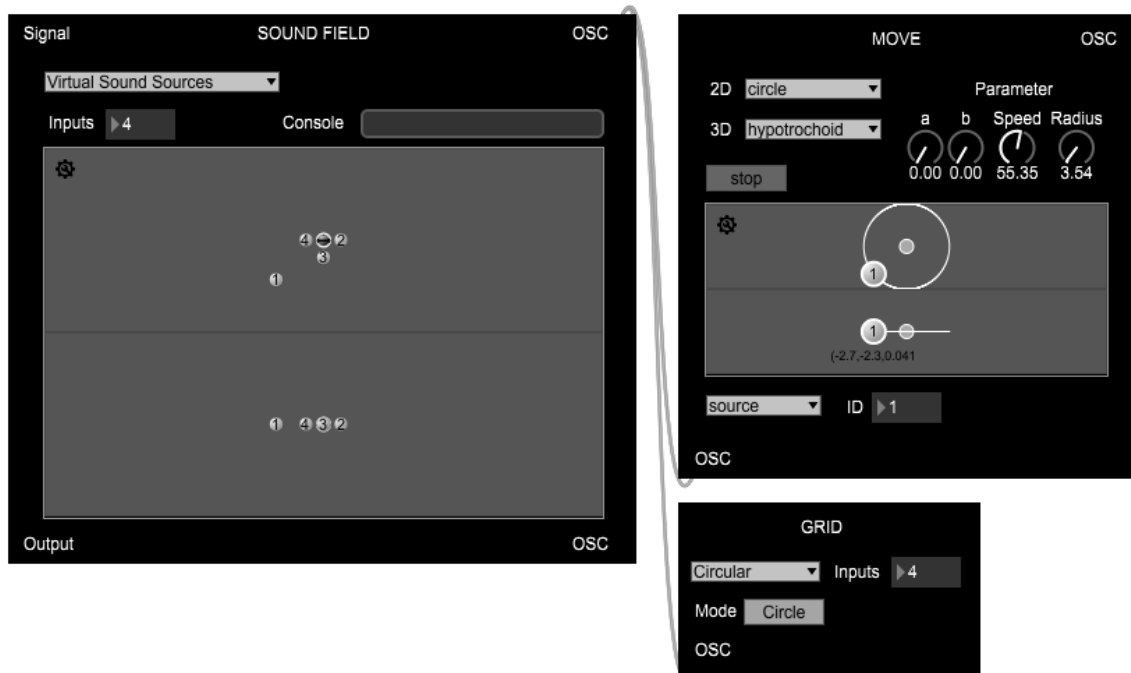 Signal SOUND FIELD OSC
Virtual Sound Sources
Inputs 4 Console
4 2
3
1
1 4 3 2
Output OSC
MOVE OSC
2D circle Parameter
a b Speed Radius
3D hypotrochoid
0.00 0.00 55.35 3.54
stop
1
1
(-2.7,-2.3,0.041
source ID 1
OSC
GRID
Circular Inputs 4
Mode Circle
OSC